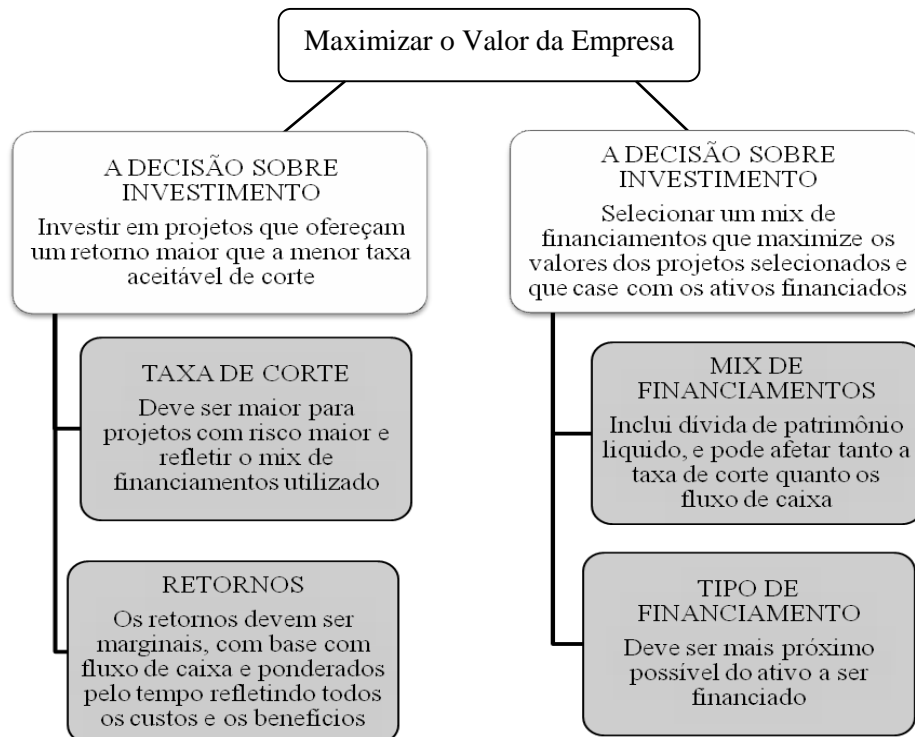 Maximizar o Valor da Empresa
A DECISÃO SOBRE
INVESTIMENTO
Investir em projetos que ofereçam
um retorno maior que a menor taxa
aceitável de corte
TAXA DE CORTE
Deve ser maior para
projetos com risco maior e
refletir o mix de
financiamentos utilizado
RETORNOS
Os retornos devem ser
marginais, com base com
fluxo de caixa e ponderados
pelo tempo refletindo todos
os custos e os benefícios
A DECISÃO SOBRE
INVESTIMENTO
Selecionar um mix de
financiamentos que maximize os
valores dos projetos selecionados e
que case com os ativos financiados
MIX DE
FINANCIAMENTOS
Inclui dívida de patrimônio
liquido, e pode afetar tanto a
taxa de corte quanto os
fluxo de caixa
TIPO DE
FINANCIAMENTO
Deve ser mais próximo
possível do ativo a ser
financiado